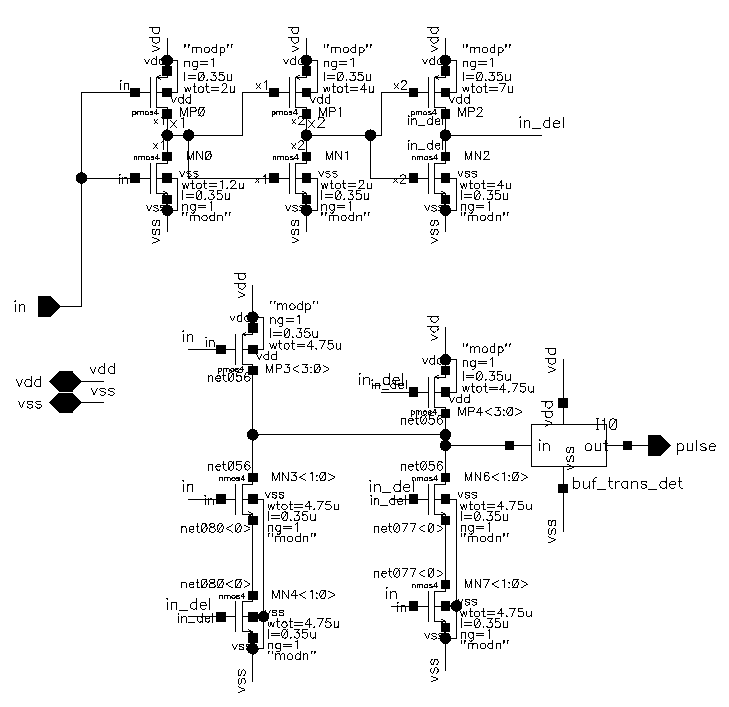 vdd
"modp"
vdd
ng=1
l=0.35u
in
wtot=2u
vdd
pmos4
MP0
x1
x1
x1
nmos4
MN0
in
vss
wtot=1.2u
l=0.35u
vss
ng=1
"modn"
vss
vdd
"modp"
vdd
ng=1
l=0.35u
x1
wtot=4u
vdd
pmos4
MP1
x2
x2
x2
nmos4
MN1
x1
vss
wtot=2u
l=0.35u
vss
ng=1
"modn"
vss
vdd
"modp"
vdd
ng=1
l=0.35u
x2
wtot=7u
vdd
pmos4
MP2
in_del
in_del
in_del
nmos4
MN2
x2
vss
wtot=4u
l=0.35u
vss
ng=1
"modn"
vss
in
vdd
vdd
vss
vss
vdd
"modp"
vdd
ng=1
l=0.35u
in
in
wtot=4.75u
vdd
pmos4
MP3<3:0>
net056
vdd
"modp"
vdd
ng=1
l=0.35u
in_del
in_del
wtot=4.75u
vdd
pmos4
MP4<3:0>
net056
net056
nmos4
MN3<1:0>
in
in
vss
wtot=4.75u
l=0.35u
net080<0>
ng=1
"modn"
net056
nmos4
MN6<1:0>
in_del
in_del
vss
wtot=4.75u
l=0.35u
net077<0>
ng=1
"modn"
net080<0>
nmos4
MN4<1:0>
in_del
in_del
vss
wtot=4.75u
l=0.35u
vss
ng=1
"modn"
vss
net077<0>
nmos4
MN7<1:0>
in
in
vss
wtot=4.75u
l=0.35u
vss
ng=1
"modn"
vss
vdd
vdd
I10
in
out
pulse
vss
buf_trans_det
vss